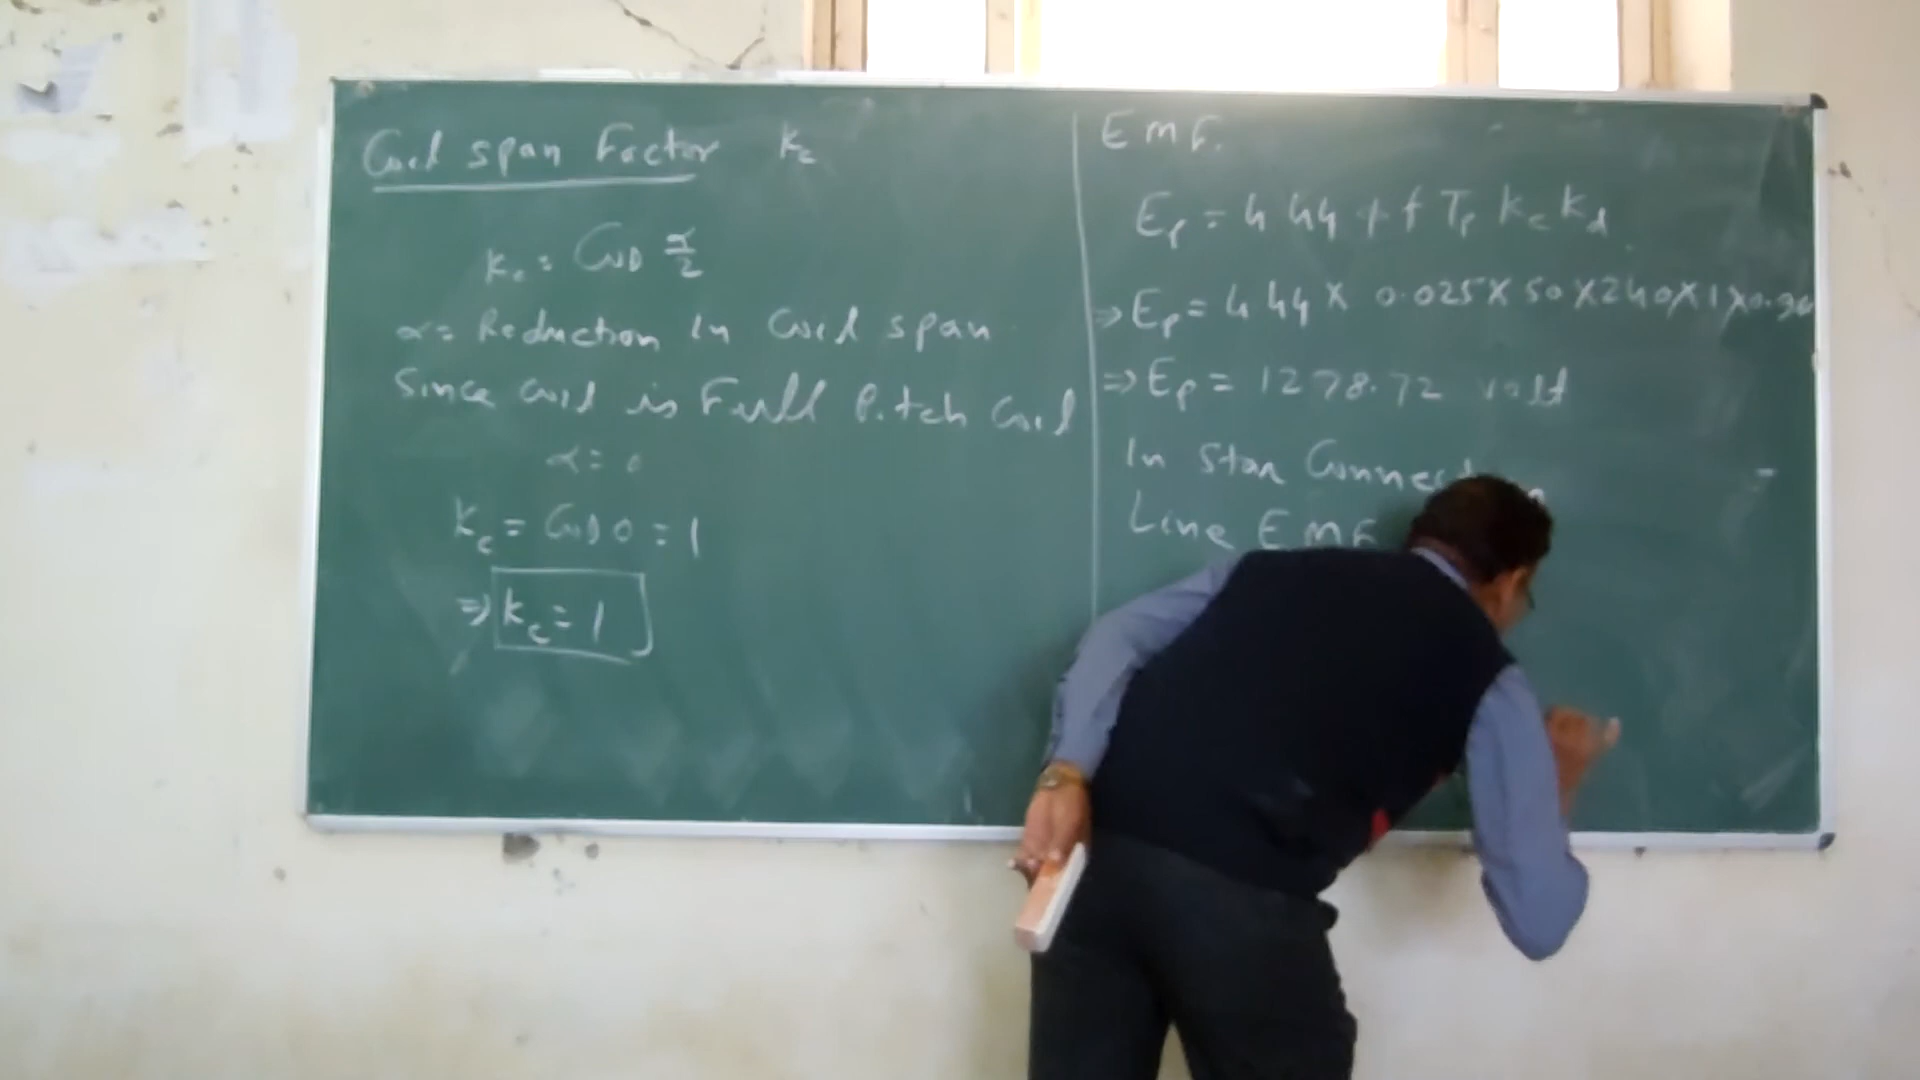 Coil span Factor Kc
Kc = Cos α/2
α = Reduction in Coil span
Since coil is Full Pitch Coil
α = 0
Kc = Cos 0 = 1
⇒ Kc = 1
EMF.
Ep = 4.44 φ f Tp Kc Kd
⇒ Ep = 4.44 X 0.025 X 50 X 240 X 1 X 0.96
⇒ Ep = 1278.72 volt
In Star Connection
Line EMF